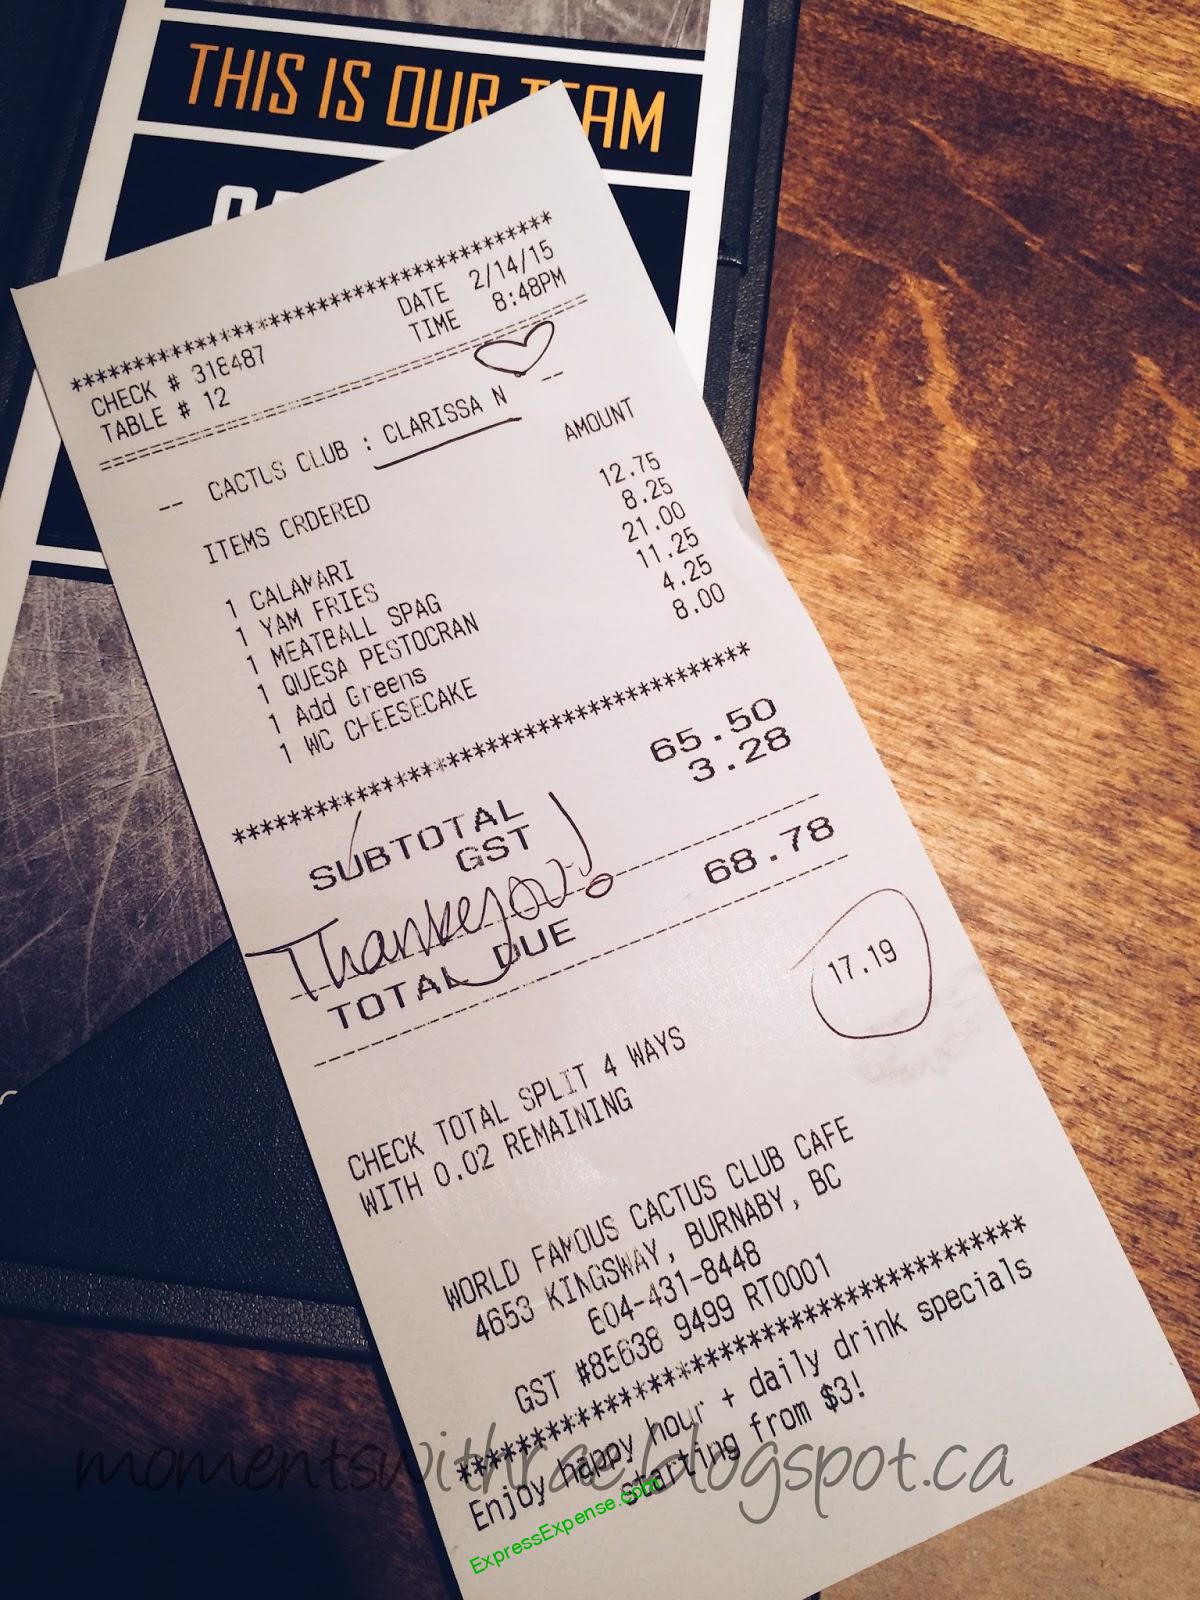 THIS IS OUR TEAM
*****************************************
CHECK # 318487 DATE 2/14/15
TABLE # 12 TIME 8:48PM
-- CACTUS CLUB : CLARISSA N --
ITEMS ORDERED AMOUNT
1 CALAMARI 12.75
1 YAM FRIES 8.25
1 MEATBALL SPAG 21.00
1 QUESA PESTOCRAN 11.25
1 Add Greens 4.25
1 WC CHEESECAKE 8.00
*****************************************
SUBTOTAL 65.50
GST 3.28
Thank you!
TOTAL DUE 68.78
17.19
CHECK TOTAL SPLIT 4 WAYS
WITH 0.02 REMAINING
WORLD FAMOUS CACTUS CLUB CAFE
4653 KINGSWAY, BURNABY, BC
604-431-8448
GST #85638 9499 RT0001
*****************************************
Enjoy happy hour + daily drink specials
starting from $3!
momentswithrae.blogspot.ca
ExpressExpense.com